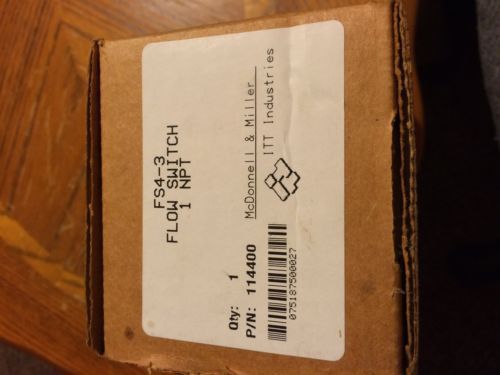 FS4-3
FLOW SWITCH
1 NPT
McDonnell & Miller
ITT Industries
Qty: 1
P/N: 114400
075187500027